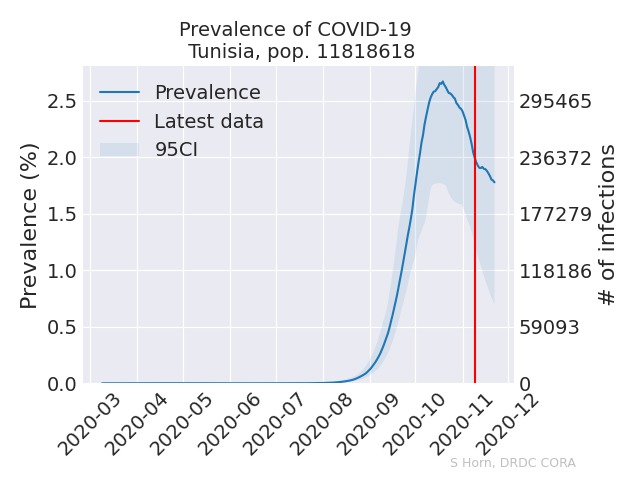 Prevalence of COVID-19
Tunisia, pop. 11818618
Prevalence
Latest data
95CI
Prevalence (%)
2.5
2.0
1.5
1.0
0.5
0.0
295465
236372
177279
118186
59093
0
# of infections
2020-03
2020-04
2020-05
2020-06
2020-07
2020-08
2020-09
2020-10
2020-11
2020-12
S Horn, DRDC CORA